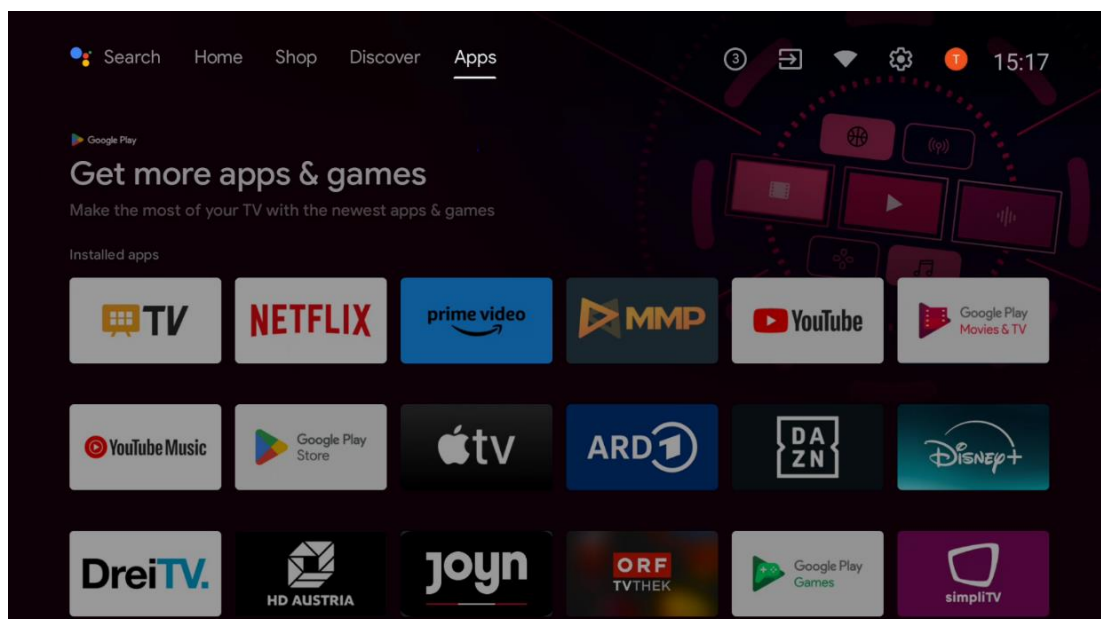 Search Home Shop Discover Apps 3 T 15:17
Google Play
Get more apps & games
Make the most of your TV with the newest apps & games
Installed apps
TV NETFLIX prime video MMP YouTube Google Play
Movies & TV
YouTube Music Google Play
Store tv ARD 1 DA
ZN Disney+
DreiTV. HD AUSTRIA joyn ORF
TVTHEK Google Play
Games simpliTV